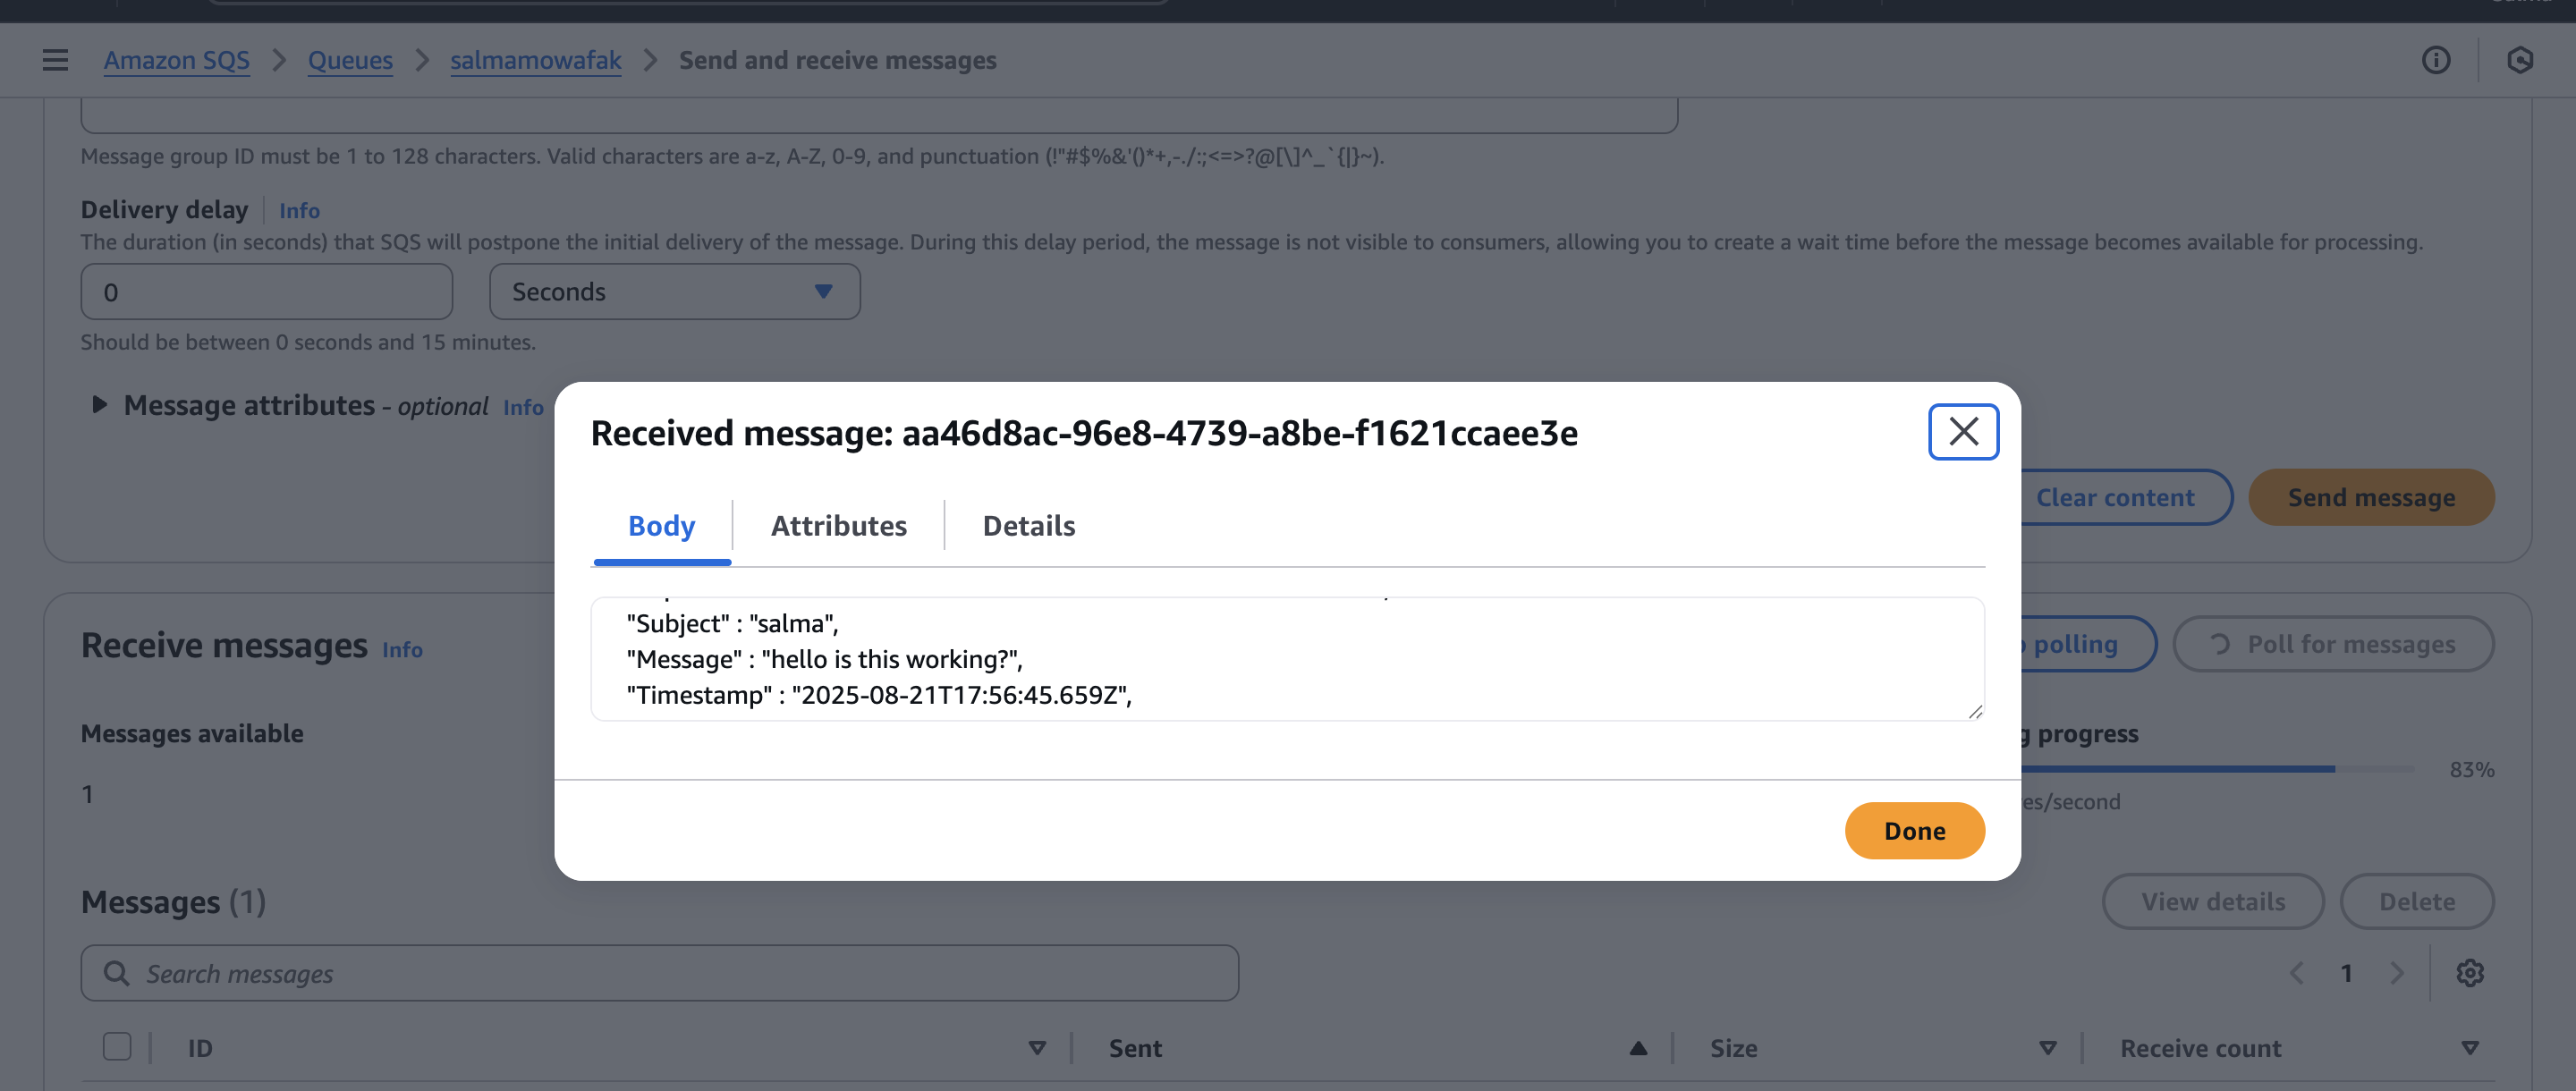 Amazon SQS > Queues > salmamowafak > Send and receive messages
Message group ID must be 1 to 128 characters. Valid characters are a-z, A-Z, 0-9, and punctuation (!"#$%&'()*+,-./:;<=>?@[\]^_`{|}~).
Delivery delay Info
The duration (in seconds) that SQS will postpone the initial delivery of the message. During this delay period, the message is not visible to consumers, allowing you to create a wait time before the message becomes available for processing.
0 Seconds
Should be between 0 seconds and 15 minutes.
Message attributes - optional Info
Clear content Send message
Received message: aa46d8ac-96e8-4739-a8be-f1621ccaee3e
Body Attributes Details
"Subject" : "salma",
"Message" : "hello is this working?",
"Timestamp" : "2025-08-21T17:56:45.659Z",
Done
Receive messages Info
polling Poll for messages
Messages available
progress
1
83%
es/second
Messages (1)
View details Delete
Search messages
1
ID Sent Size Receive count